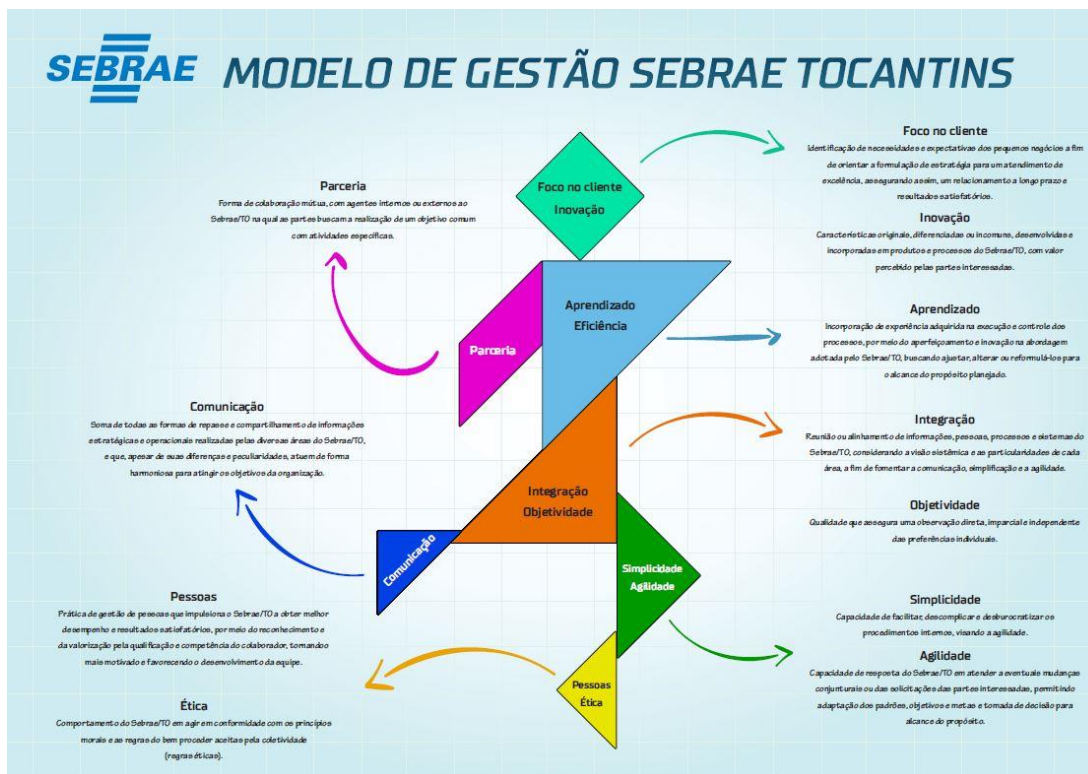 SEBRAE
MODELO DE GESTÃO SEBRAE TOCANTINS
Parceria
Forma de colaboração mútua, com agentes internos ou externos ao
Sebrae/TO na qual as partes buscam a realização de um objetivo comum
com atividades específicas.
Comunicação
Soma de todas as formas de repasse e compartilhamento de informações
estratégicas e operacionais realizadas pelas diversas áreas do Sebrae/TO,
e que, apesar de suas diferenças e peculiaridades, atuem de forma
harmoniosa para atingir os objetivos da organização.
Pessoas
Prática de gestão de pessoas que impulsiona o Sebrae/TO a obter melhor
desempenho e resultados satisfatórios, por meio do reconhecimento e
da valorização pela qualificação e competência do colaborador, tornando
mais motivado e favorecendo o desenvolvimento da equipe.
Ética
Comportamento do Sebrae/TO em agir em conformidade com os princípios
morais e as regras do bem proceder aceitas pela coletividade
(regras éticas).
Foco no cliente
Inovação
Aprendizado
Eficiência
Parceria
Integração
Objetividade
Comunicação
Simplicidade
Agilidade
Pessoas
Ética
Foco no cliente
Identificação de necessidades e expectativas dos pequenos negócios a fim
de orientar a formulação de estratégia para um atendimento de
excelência, assegurando assim, um relacionamento a longo prazo e
resultados satisfatórios.
Inovação
Características originais, diferenciadas ou incomuns, desenvolvidas e
incorporadas em produtos e processos do Sebrae/TO, com valor
percebido pelas partes interessadas.
Aprendizado
Incorporação de experiência adquirida na execução e controle dos
processos, por meio do aperfeiçoamento e inovação na abordagem
adotada pelo Sebrae/TO, buscando ajustar, alterar ou reformulá-los para
o alcance do propósito planejado.
Integração
Reunião ou alinhamento de informações, pessoas, processos e sistemas do
Sebrae/TO, considerando a visão sistêmica e as particularidades de cada
área, a fim de fomentar a comunicação, simplificação e a agilidade.
Objetividade
Qualidade que assegura uma observação direta, imparcial e independente
das preferências individuais.
Simplicidade
Capacidade de facilitar, descomplicar e desburocratizar os
procedimentos internos, visando a agilidade.
Agilidade
Capacidade de resposta do Sebrae/TO em atender a eventuais mudanças
conjunturais ou das solicitações das partes interessadas, permitindo
adaptação dos padrões, objetivos e metas e tomada de decisão para
alcance do propósito.